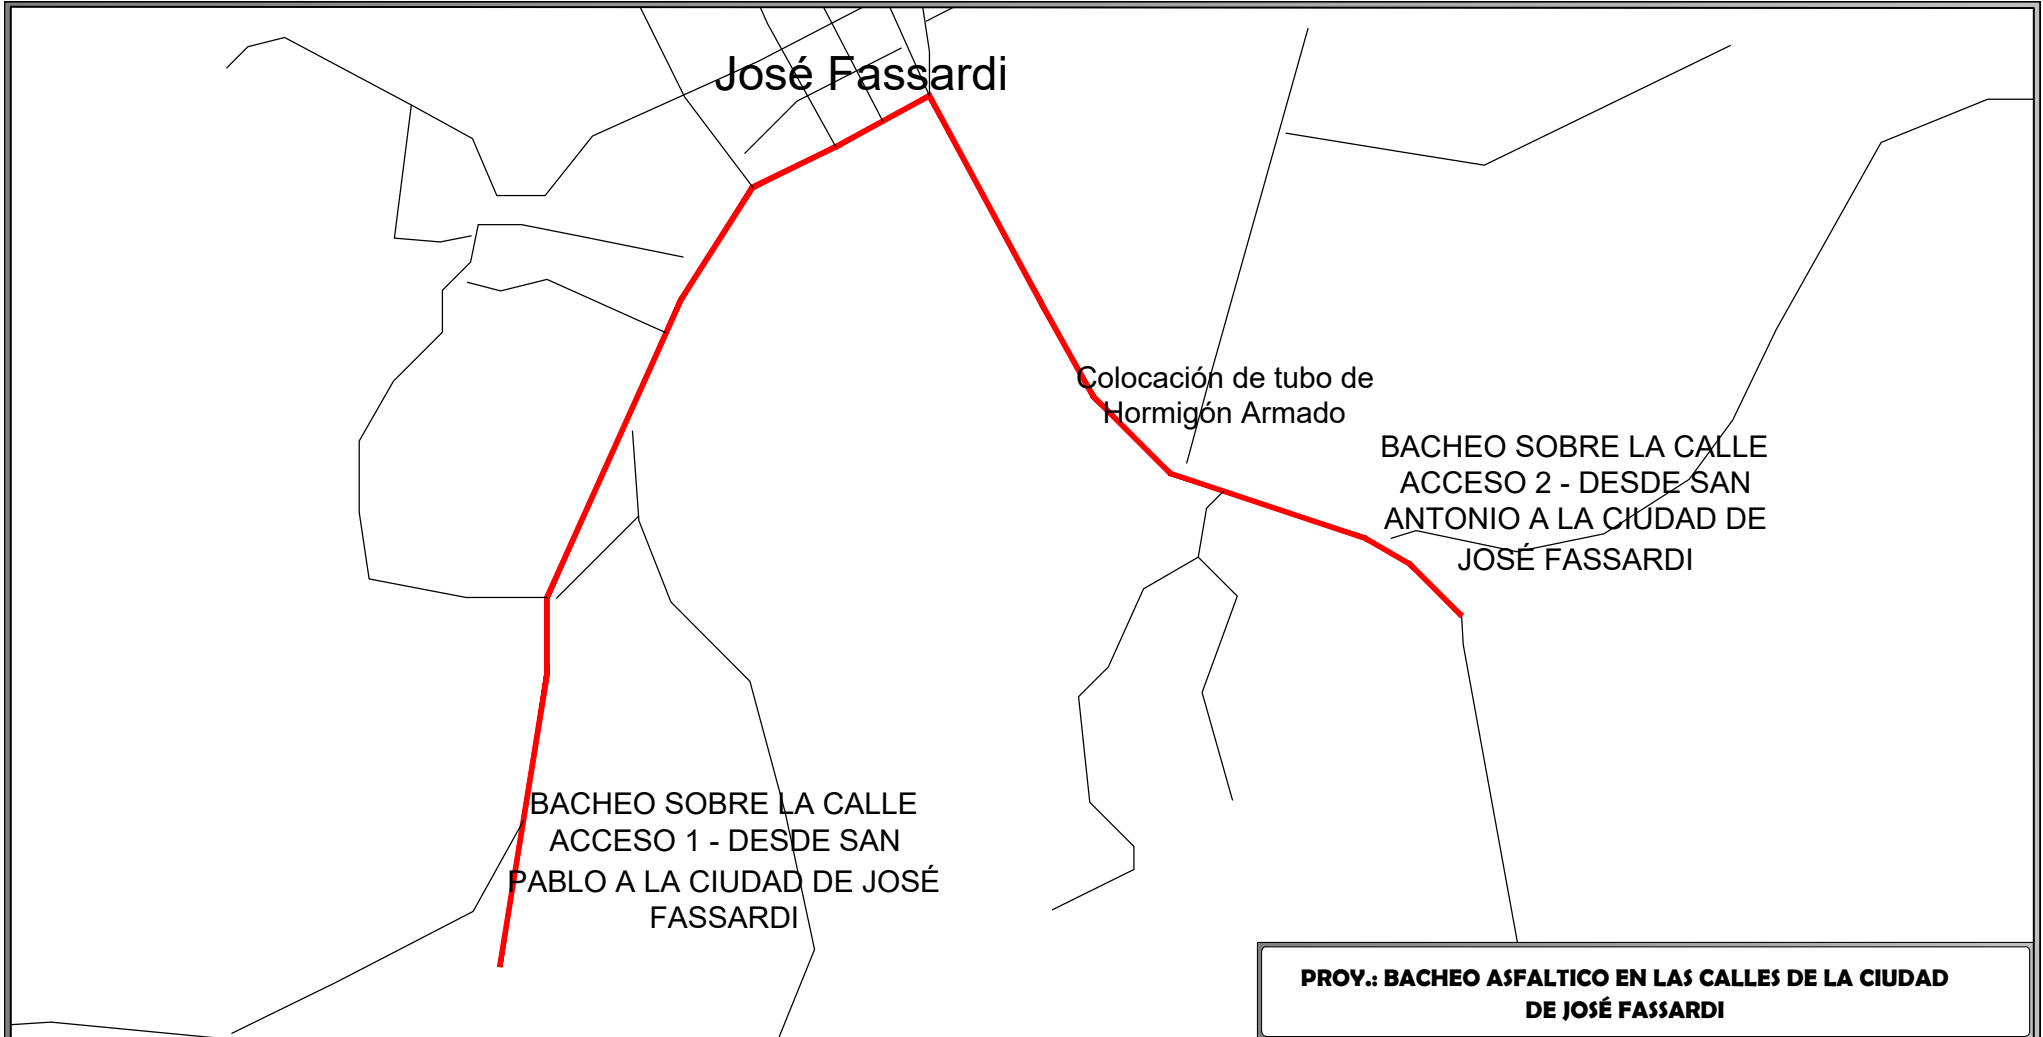 José Fassardi
Colocación de tubo de
Hormigón Armado
BACHEO SOBRE LA CALLE
ACCESO 2 - DESDE SAN
ANTONIO A LA CIUDAD DE
JOSÉ FASSARDI
BACHEO SOBRE LA CALLE
ACCESO 1 - DESDE SAN
PABLO A LA CIUDAD DE JOSÉ
FASSARDI
PROY.: BACHEO ASFALTICO EN LAS CALLES DE LA CIUDAD
DE JOSÉ FASSARDI